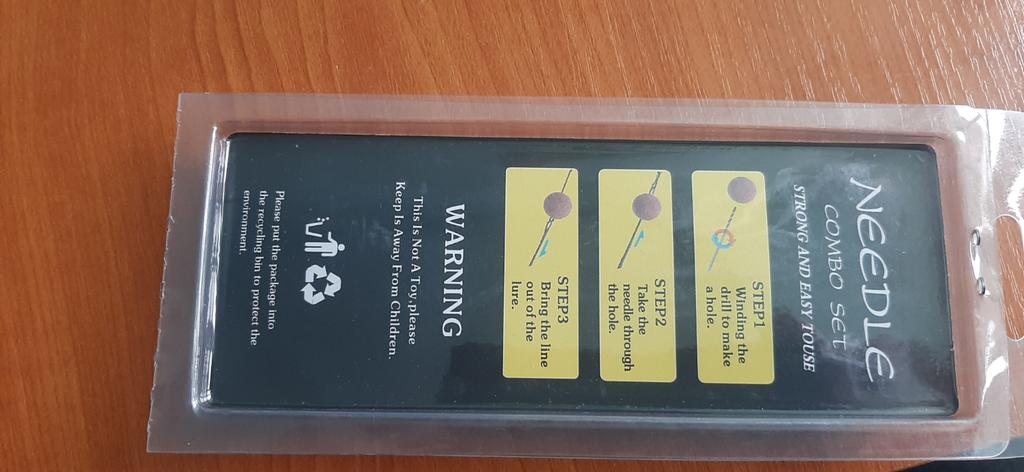 NEEDLE
COMBO SET
STRONG AND EASY TOUSE
STEP1
Winding the
drill to make
a hole.
STEP2
Take the
needle through
the hole.
STEP3
Bring the line
out of the
lure.
WARNING
This Is Not A Toy,please
Keep Is Away From Children.
Please put the package into
the recycling bin to protect the
environment.